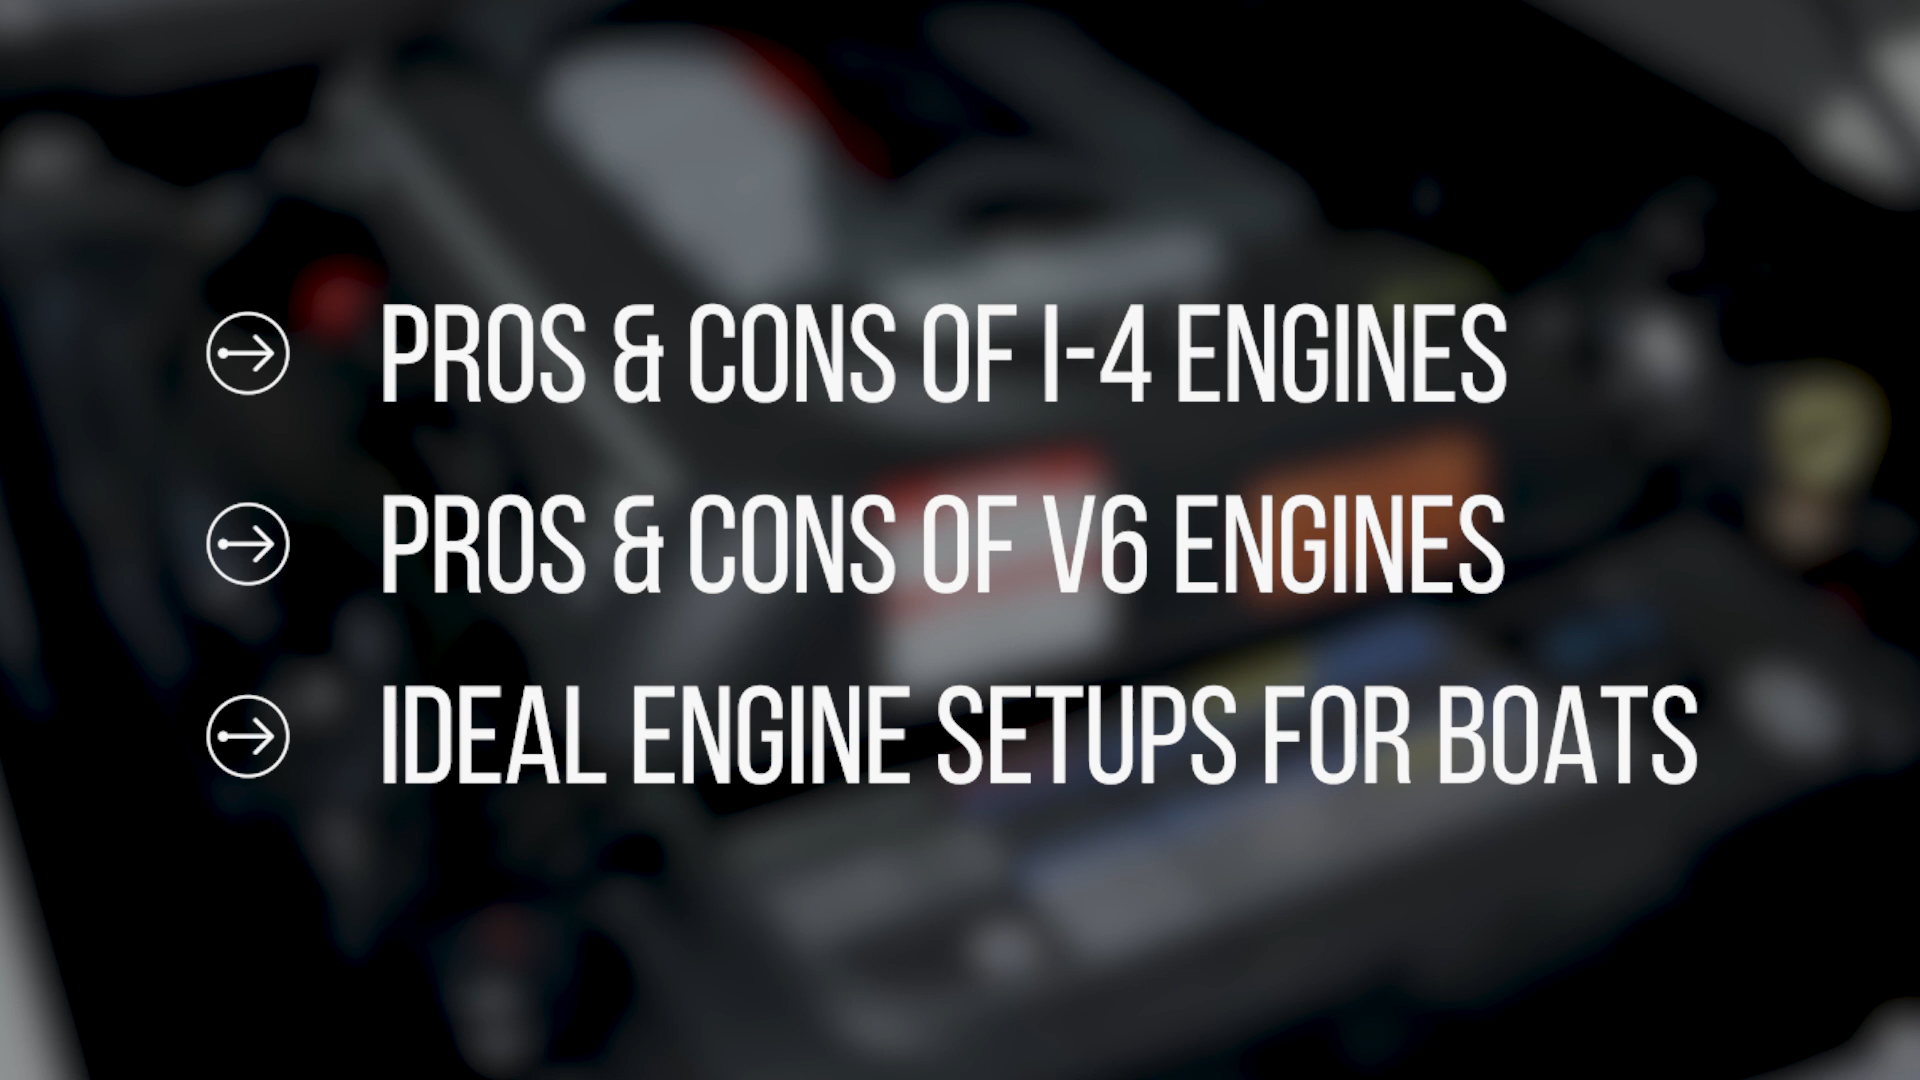 PROS & CONS OF I-4 ENGINES
PROS & CONS OF V6 ENGINES
IDEAL ENGINE SETUPS FOR BOATS